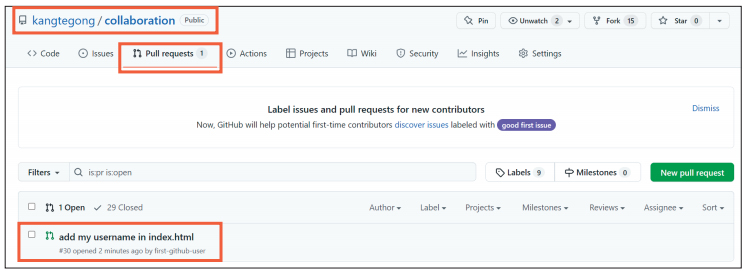 kangtegong / collaboration Public Pin Unwatch 2 Fork 15 Star 0
Code Issues Pull requests 1 Actions Projects Wiki Security Insights Settings
Label issues and pull requests for new contributors Dismiss
Now, GitHub will help potential first-time contributors discover issues labeled with good first issue
Filters is:pr is:open Labels 9 Milestones 0 New pull request
1 Open 29 Closed Author Label Projects Milestones Reviews Assignee Sort
add my username in index.html
#30 opened 2 minutes ago by first-github-user